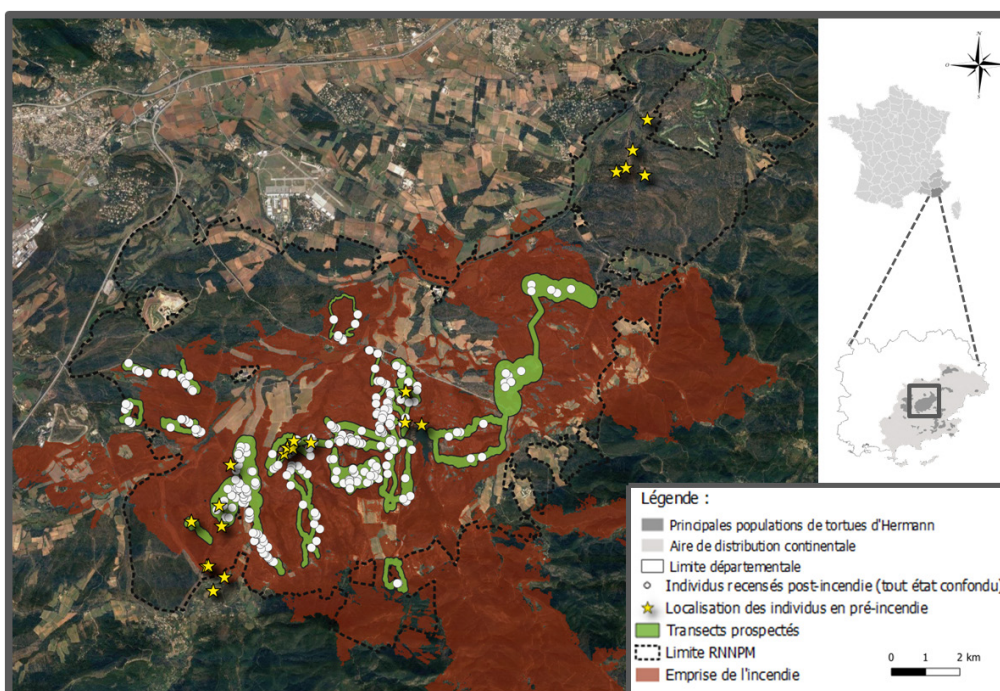 N
O
E
S
Légende :
Principales populations de tortues d'Hermann
Aire de distribution continentale
Limite départementale
Individus recensés post-incendie (tout état confondu)
Localisation des individus en pré-incendie
Transects prospectés
Limite RNNPM
Emprise de l'incendie
0 1 2 km